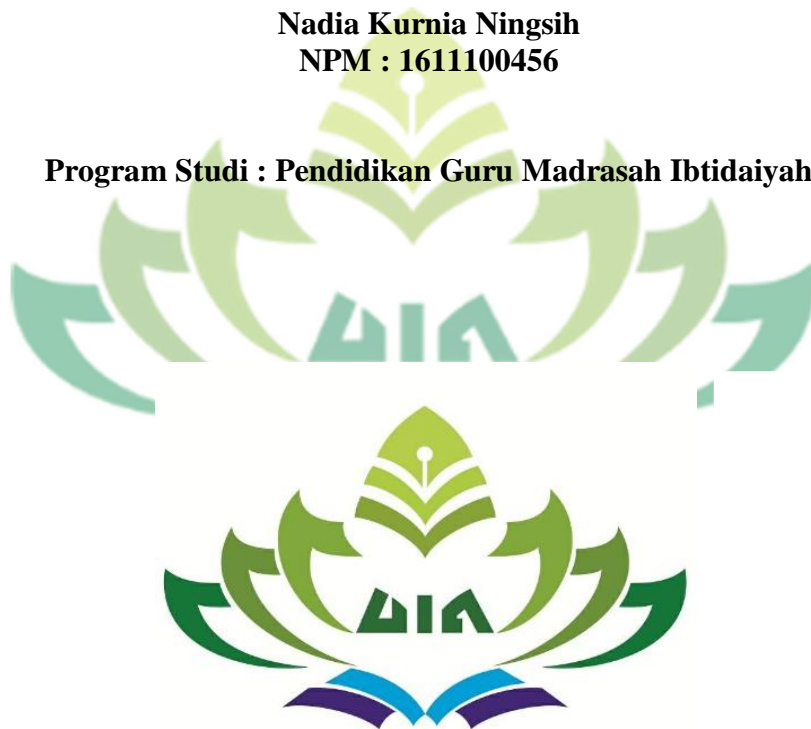 Nadia Kurnia Ningsih
NPM : 1611100456
Program Studi : Pendidikan Guru Madrasah Ibtidaiyah
UIN
UIN